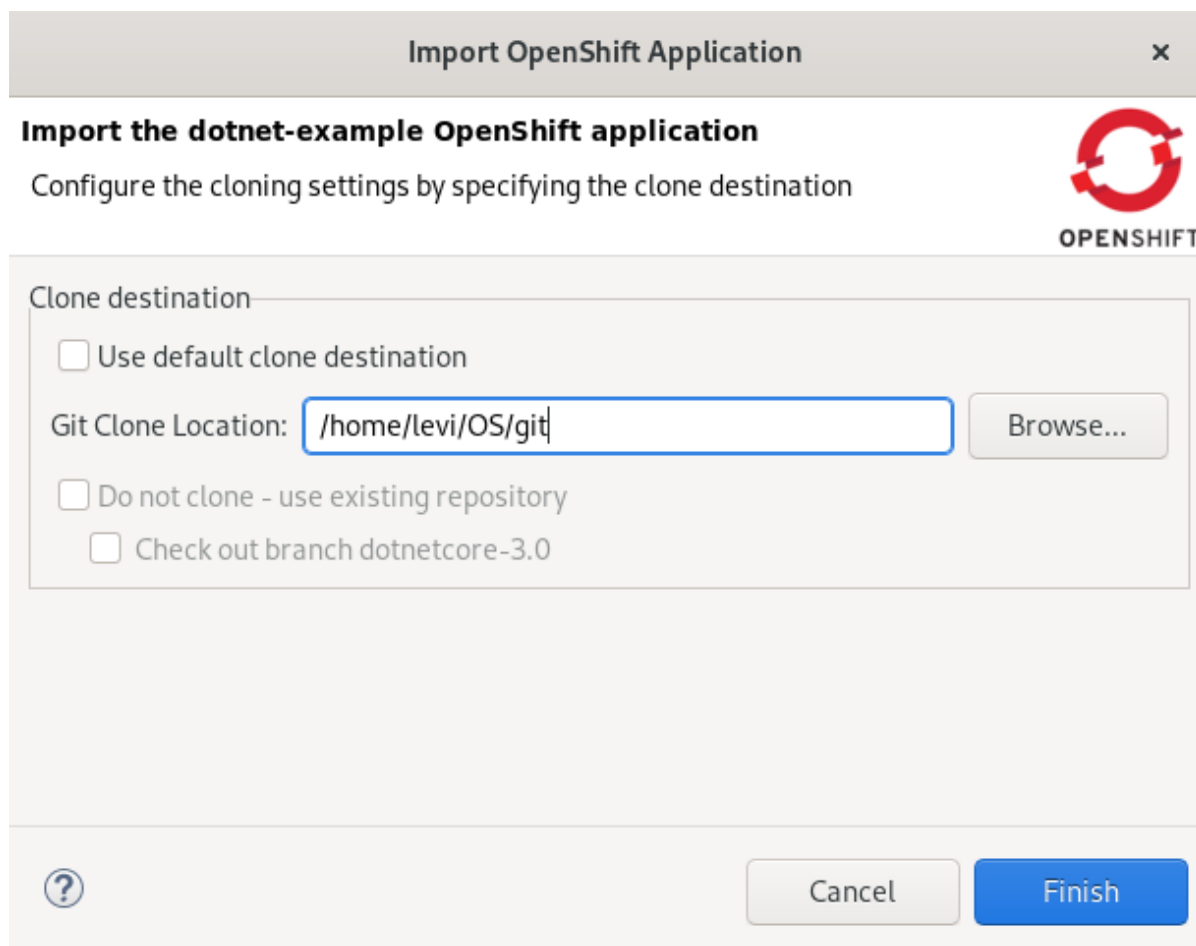 Import OpenShift Application ×
Import the dotnet-example OpenShift application
Configure the cloning settings by specifying the clone destination
OPENSHIFT
Clone destination
Use default clone destination
Git Clone Location: /home/levi/OS/git Browse...
Do not clone - use existing repository
Check out branch dotnetcore-3.0
? Cancel Finish